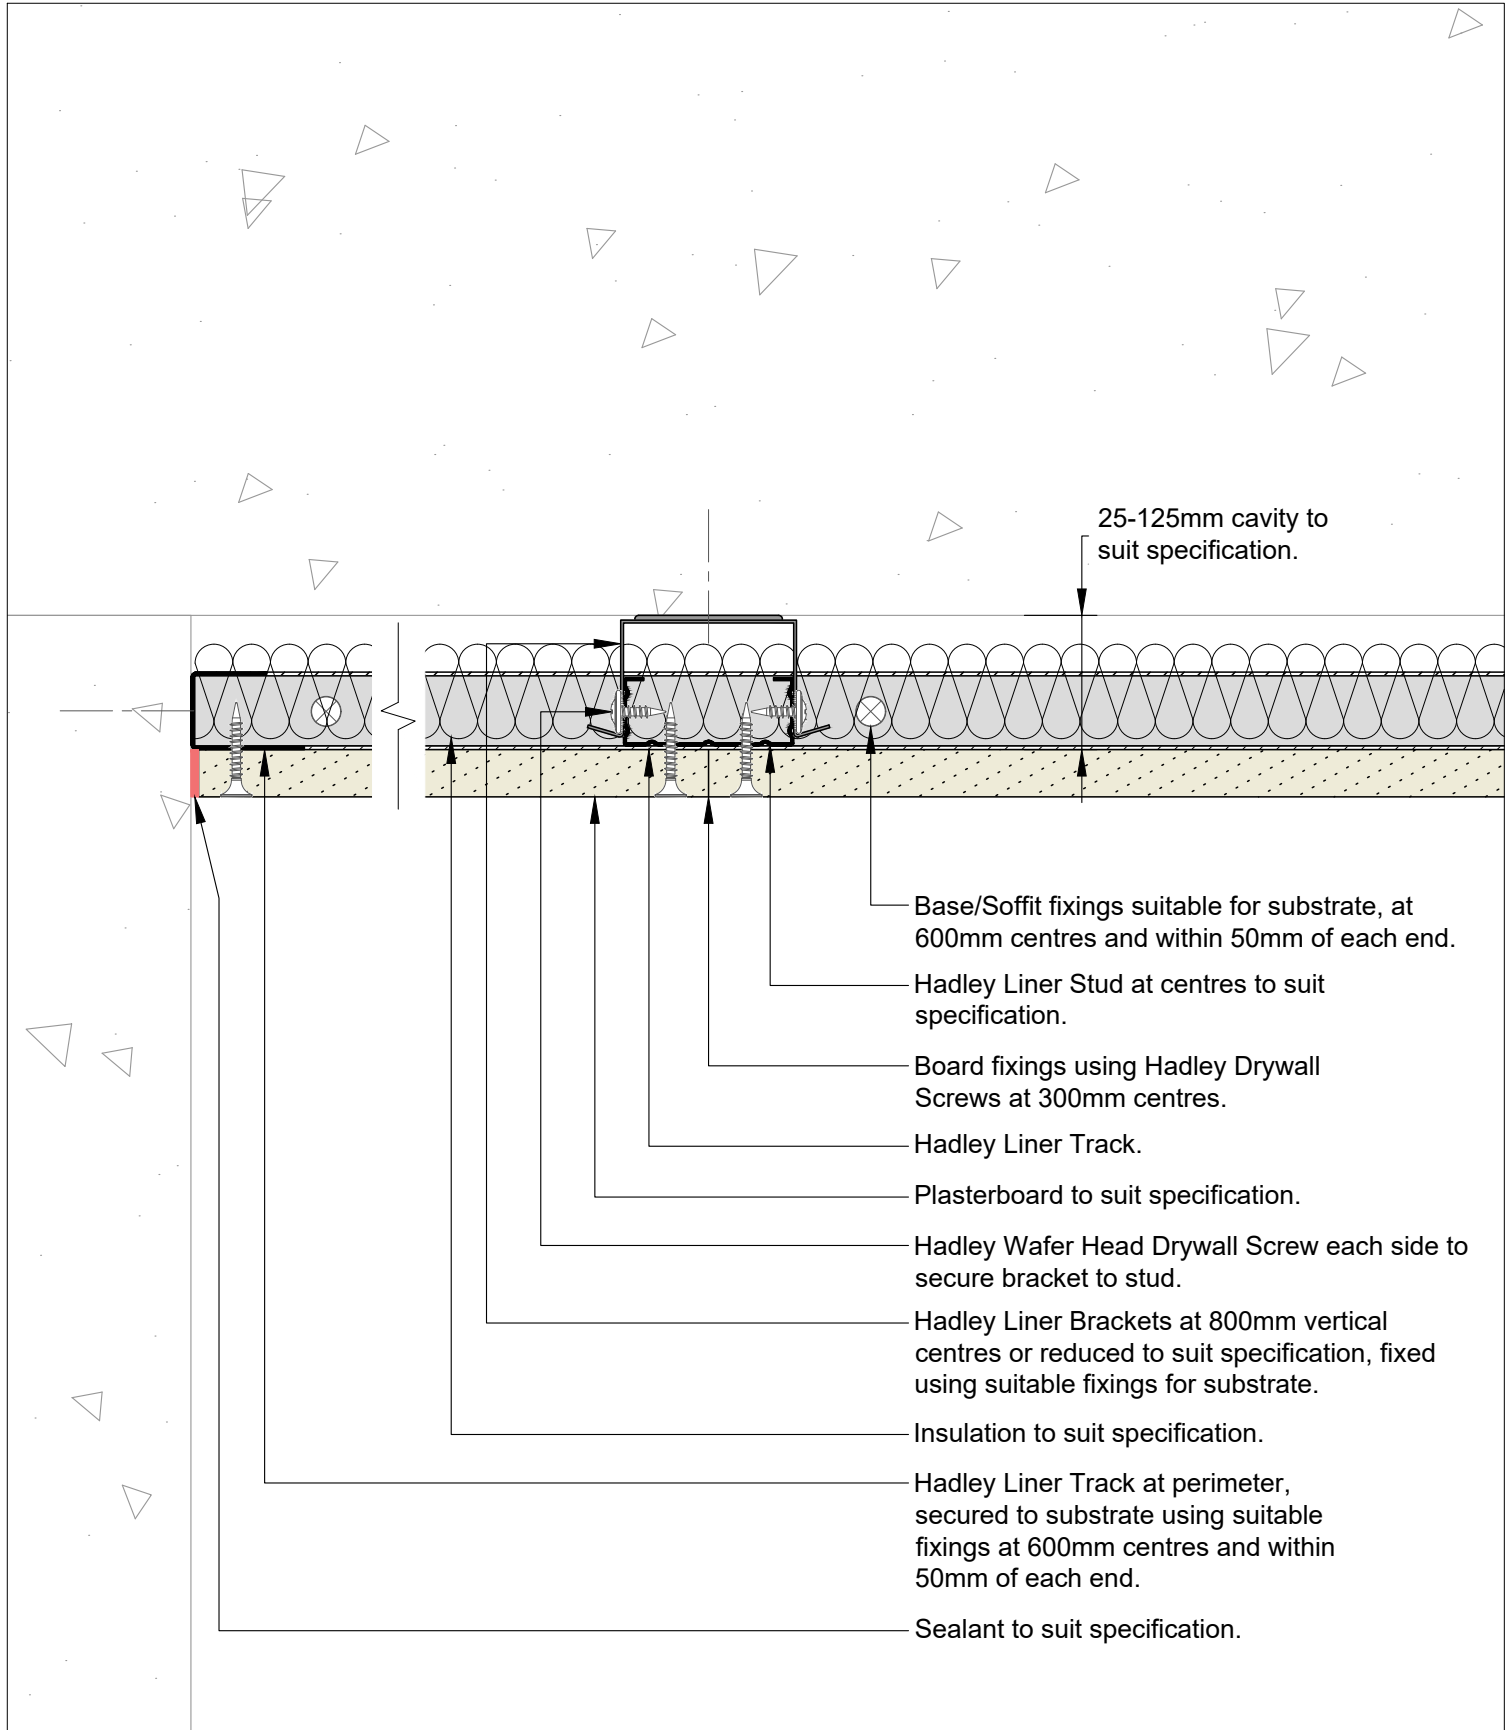 25-125mm cavity to
suit specification.
Base/Soffit fixings suitable for substrate, at
600mm centres and within 50mm of each end.
Hadley Liner Stud at centres to suit
specification.
Board fixings using Hadley Drywall
Screws at 300mm centres.
Hadley Liner Track.
Plasterboard to suit specification.
Hadley Wafer Head Drywall Screw each side to
secure bracket to stud.
Hadley Liner Brackets at 800mm vertical
centres or reduced to suit specification, fixed
using suitable fixings for substrate.
Insulation to suit specification.
Hadley Liner Track at perimeter,
secured to substrate using suitable
fixings at 600mm centres and within
50mm of each end.
Sealant to suit specification.